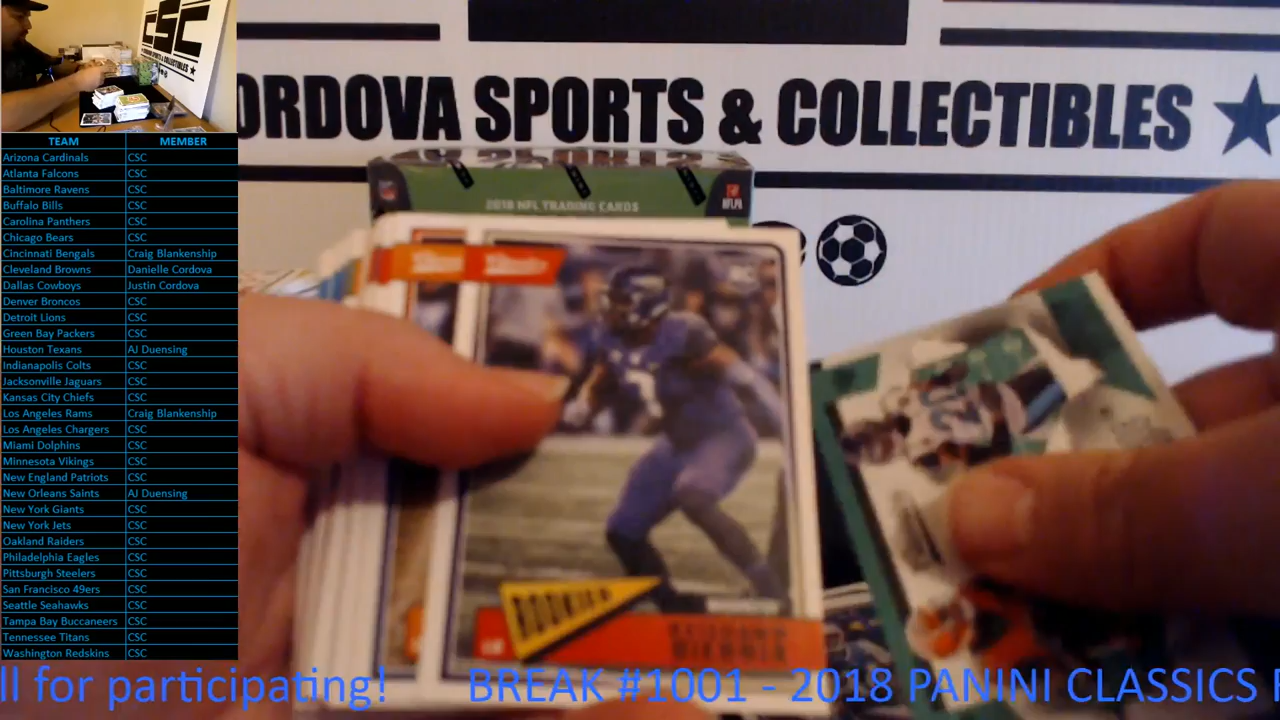 CSC
ORDOVA SPORTS & COLLECTIBLES
TEAM MEMBER
Arizona Cardinals CSC
Atlanta Falcons CSC
Baltimore Ravens CSC
Buffalo Bills CSC
Carolina Panthers CSC
Chicago Bears CSC
Cincinnati Bengals Craig Blankenship
Cleveland Browns Danielle Cordova
Dallas Cowboys Justin Cordova
Denver Broncos CSC
Detroit Lions CSC
Green Bay Packers CSC
Houston Texans AJ Duensing
Indianapolis Colts CSC
Jacksonville Jaguars CSC
Kansas City Chiefs CSC
Los Angeles Rams Craig Blankenship
Los Angeles Chargers CSC
Miami Dolphins CSC
Minnesota Vikings CSC
New England Patriots CSC
New Orleans Saints AJ Duensing
New York Giants CSC
New York Jets CSC
Oakland Raiders CSC
Philadelphia Eagles CSC
Pittsburgh Steelers CSC
San Francisco 49ers CSC
Seattle Seahawks CSC
Tampa Bay Buccaneers CSC
Tennessee Titans CSC
Washington Redskins CSC
2018 NFL TRADING CARDS
ll for participating! BREAK #1001 - 2018 PANINI CLASSICS